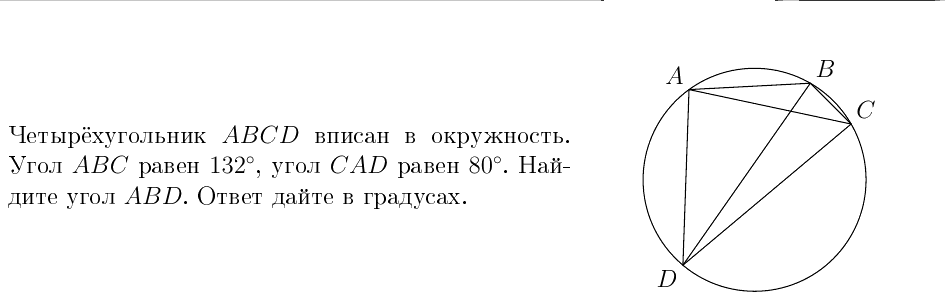 Четырёхугольник ABCD вписан в окружность.
Угол ABC равен 132°, угол CAD равен 80°. Най-
дите угол ABD. Ответ дайте в градусах.
A
B
C
D